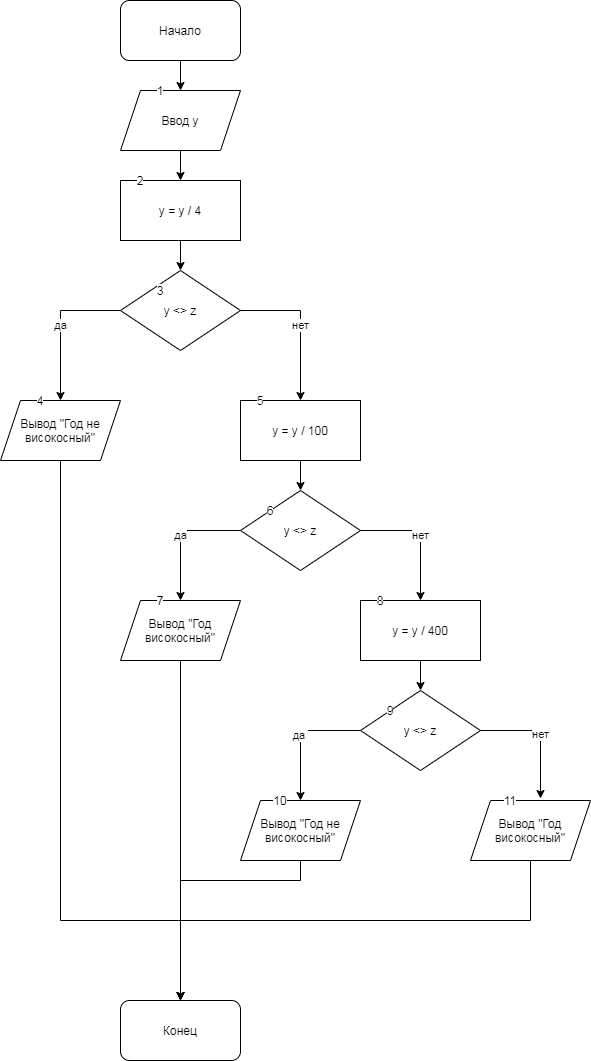 Начало
1
Ввод y
2
y = y / 4
3
y <> z
да
нет
4
Вывод "Год не
високосный"
5
y = y / 100
6
y <> z
да
нет
7
Вывод "Год
високосный"
8
y = y / 400
9
y <> z
да
нет
10
Вывод "Год не
високосный"
11
Вывод "Год
високосный"
Конец